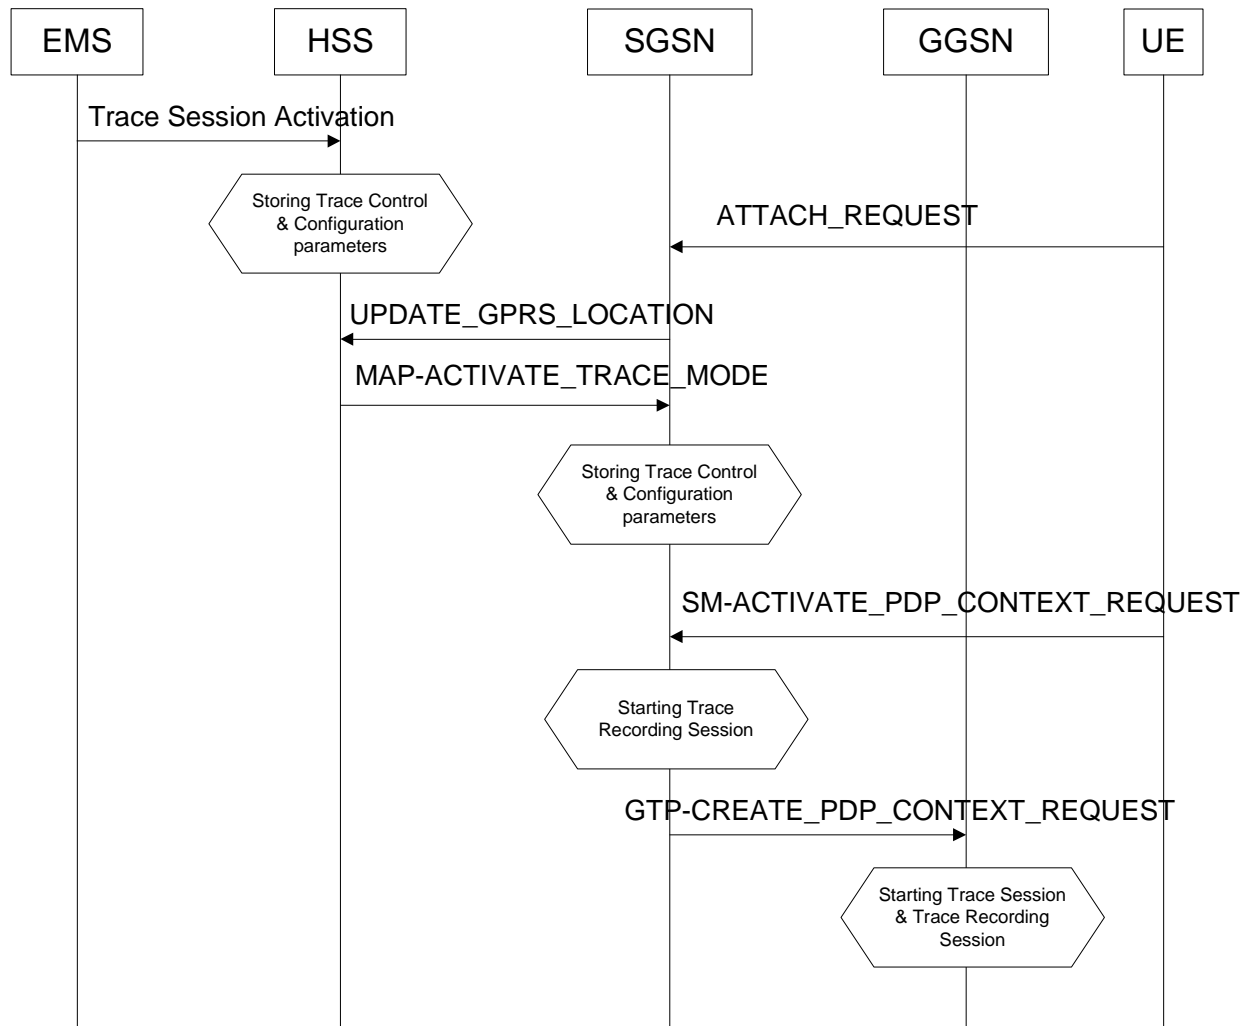 EMS
HSS
SGSN
GGSN
UE
Trace Session Activation
Storing Trace Control
& Configuration
parameters
ATTACH_REQUEST
UPDATE_GPRS_LOCATION
MAP-ACTIVATE_TRACE_MODE
Storing Trace Control
& Configuration
parameters
SM-ACTIVATE_PDP_CONTEXT_REQUEST
Starting Trace
Recording Session
GTP-CREATE_PDP_CONTEXT_REQUEST
Starting Trace Session
& Trace Recording
Session